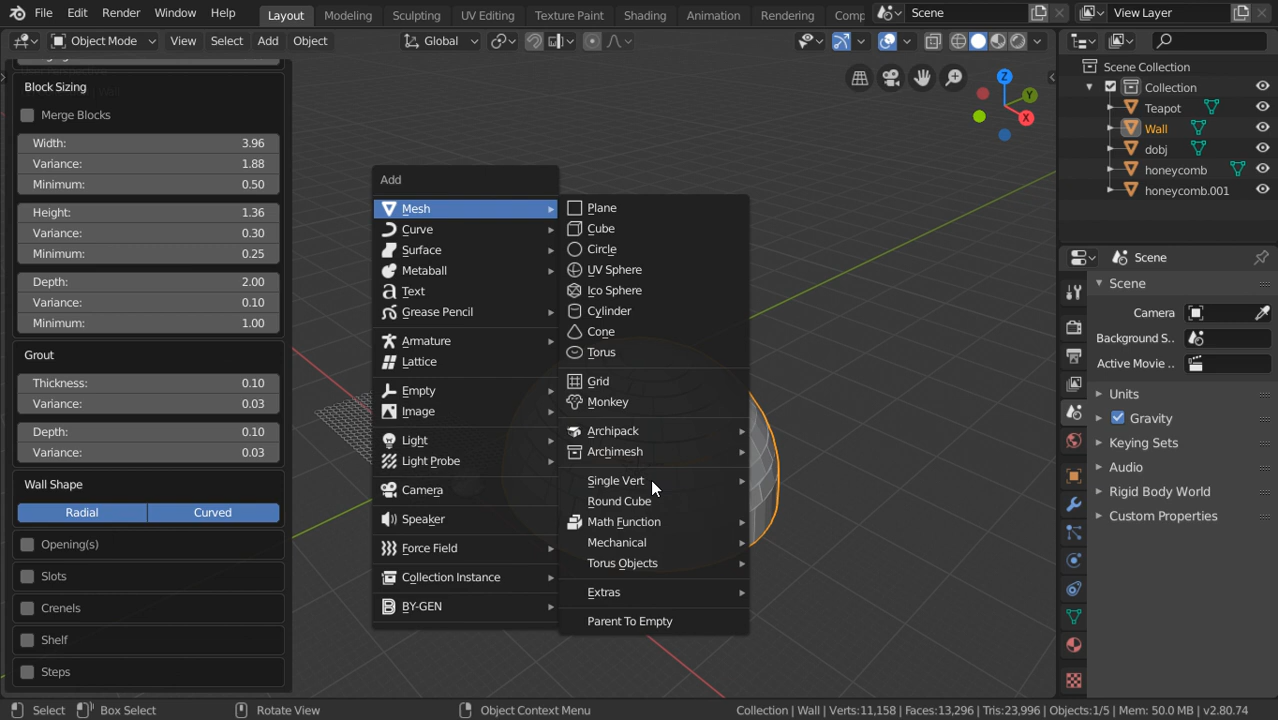 File Edit Render Window Help Layout Modeling Sculpting UV Editing Texture Paint Shading Animation Rendering Comp Scene View Layer
Object Mode View Select Add Object Global
Block Sizing
Merge Blocks
Width: 3.96
Variance: 1.88
Minimum: 0.50
Height: 1.36
Variance: 0.30
Minimum: 0.25
Depth: 2.00
Variance: 0.10
Minimum: 1.00
Grout
Thickness: 0.10
Variance: 0.03
Depth: 0.10
Variance: 0.03
Wall Shape
Radial Curved
Opening(s)
Slots
Crenels
Shelf
Steps
Add
Mesh
Curve
Surface
Metaball
Text
Grease Pencil
Armature
Lattice
Empty
Image
Light
Light Probe
Camera
Speaker
Force Field
Collection Instance
BY-GEN
Plane
Cube
Circle
UV Sphere
Ico Sphere
Cylinder
Cone
Torus
Grid
Monkey
Archipack
Archimesh
Single Vert
Round Cube
Math Function
Mechanical
Torus Objects
Extras
Parent To Empty
Z
Y
X
Scene Collection
Collection
Teapot
Wall
dobj
honeycomb
honeycomb.001
Scene
Scene
Camera
Background S..
Active Movie ..
Units
Gravity
Keying Sets
Audio
Rigid Body World
Custom Properties
Select Box Select Rotate View Object Context Menu Collection | Wall | Verts:11,158 | Faces:13,296 | Tris:23,996 | Objects:1/5 | Mem: 50.0 MB | v2.80.74